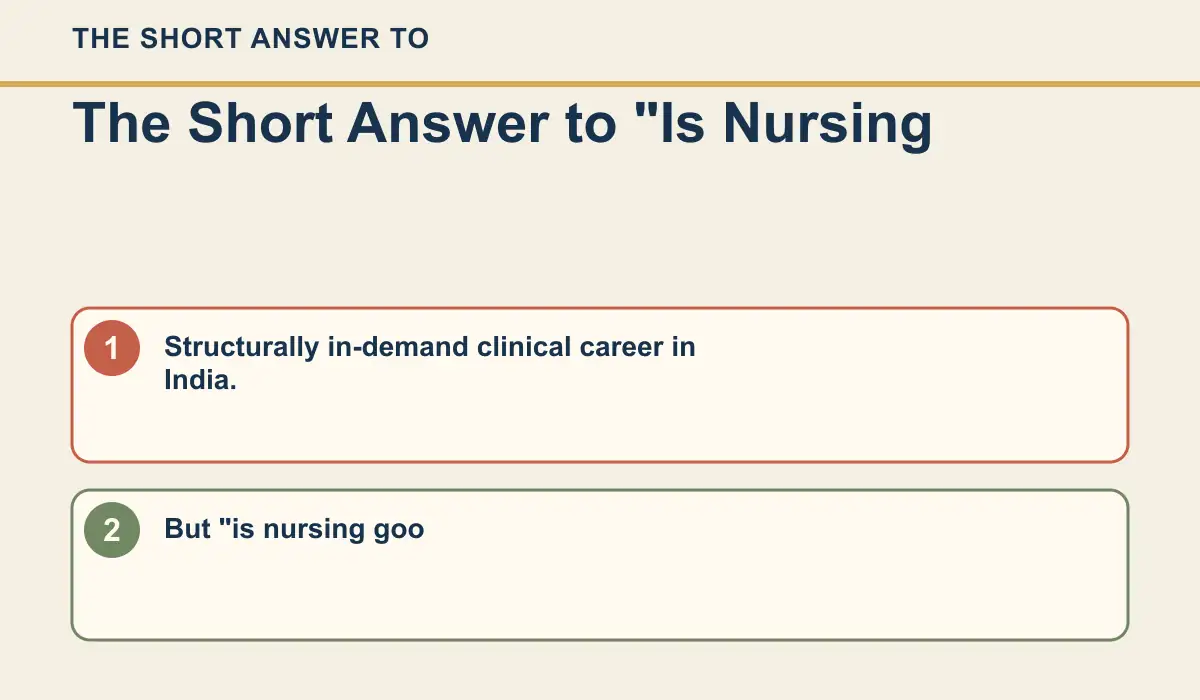 THE SHORT ANSWER TO
The Short Answer to "Is Nursing
1
Structurally in-demand clinical career in
India.
2
But "is nursing goo